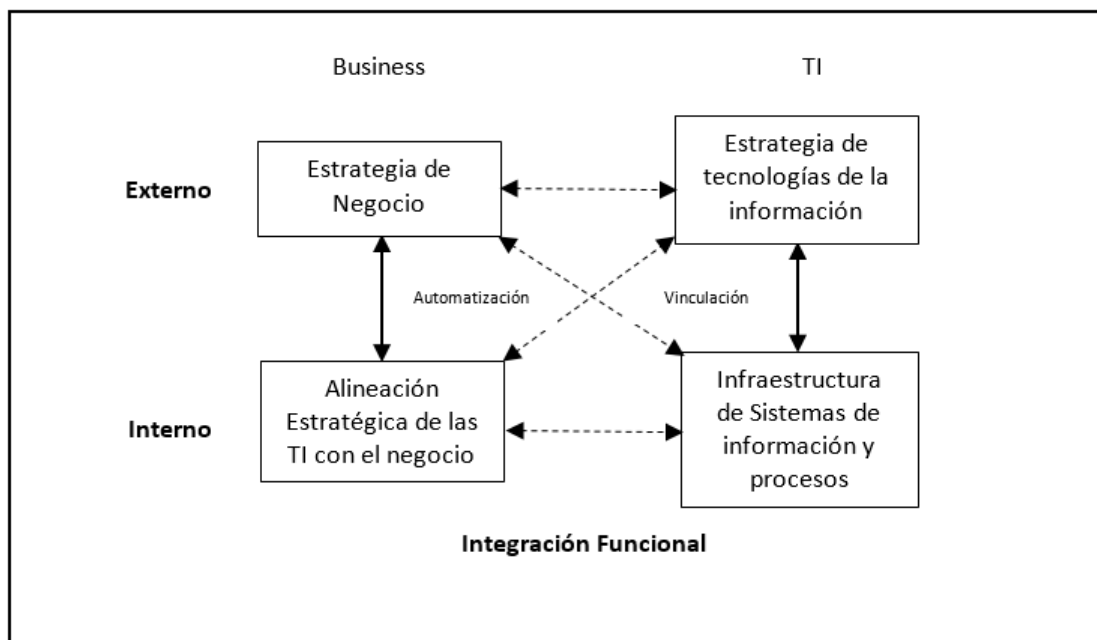 Business
TI
Externo
Estrategia de
Negocio
Estrategia de
tecnologías de la
información
Automatización
Vinculación
Interno
Alineación
Estratégica de las
TI con el negocio
Infraestructura
de Sistemas de
información y
procesos
Integración Funcional